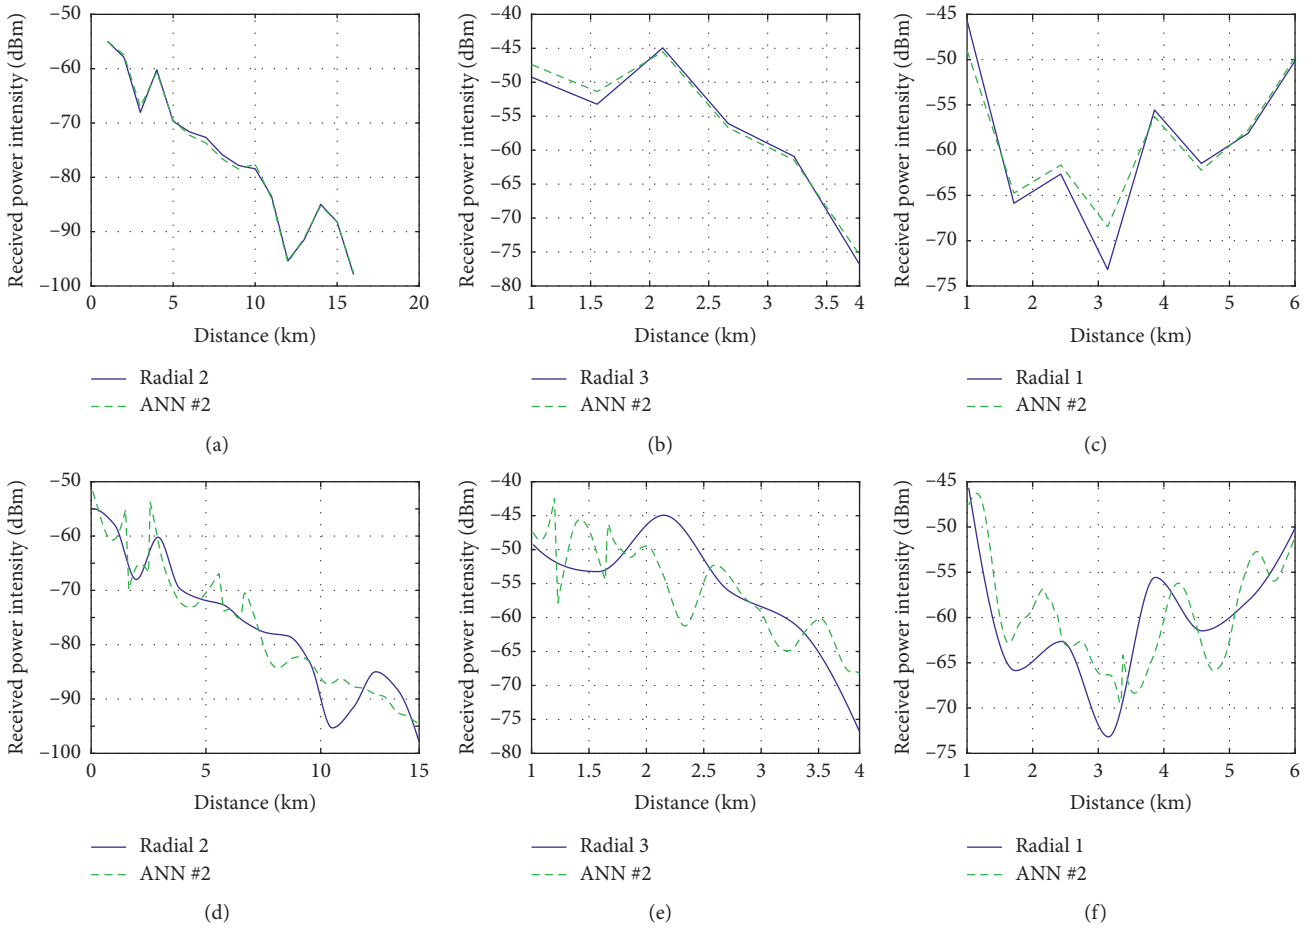 Received power intensity (dBm)
−50
−60
−70
−80
−90
−100
0 5 10 15 20
Distance (km)
Radial 2
ANN #2
(a)
Received power intensity (dBm)
−40
−45
−50
−55
−60
−65
−70
−75
−80
1 1.5 2 2.5 3 3.5 4
Distance (km)
Radial 3
ANN #2
(b)
Received power intensity (dBm)
−45
−50
−55
−60
−65
−70
−75
1 2 3 4 5 6
Distance (km)
Radial 1
ANN #2
(c)
Received power intensity (dBm)
−50
−60
−70
−80
−90
−100
0 5 10 15
Distance (km)
Radial 2
ANN #2
(d)
Received power intensity (dBm)
−40
−45
−50
−55
−60
−65
−70
−75
−80
1 1.5 2 2.5 3 3.5 4
Distance (km)
Radial 3
ANN #2
(e)
Received power intensity (dBm)
−45
−50
−55
−60
−65
−70
−75
1 2 3 4 5 6
Distance (km)
Radial 1
ANN #2
(f)